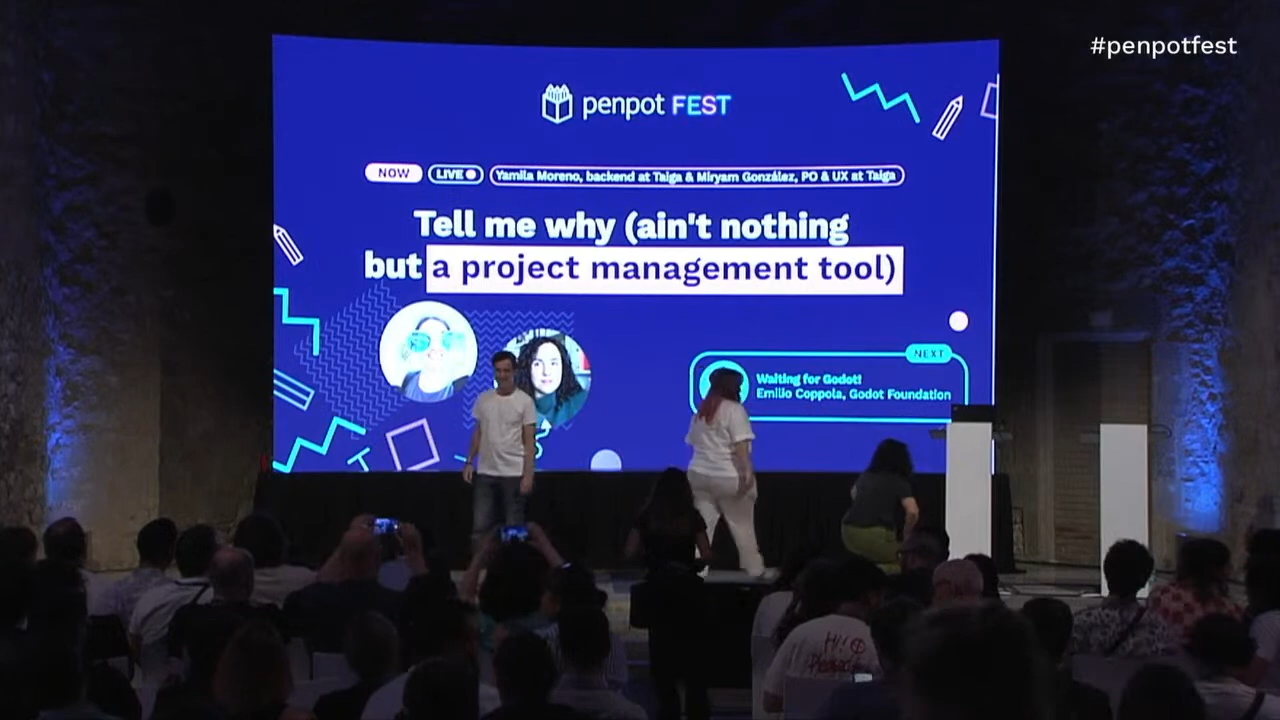 #penpotfest
penpot FEST
NOW LIVE Yamila Moreno, backend at Taiga & Miryam González, PO & UX at Taiga
Tell me why (ain't nothing
but a project management tool)
NEXT
Waiting for Godot!
Emilio Coppola, Godot Foundation
Hi!